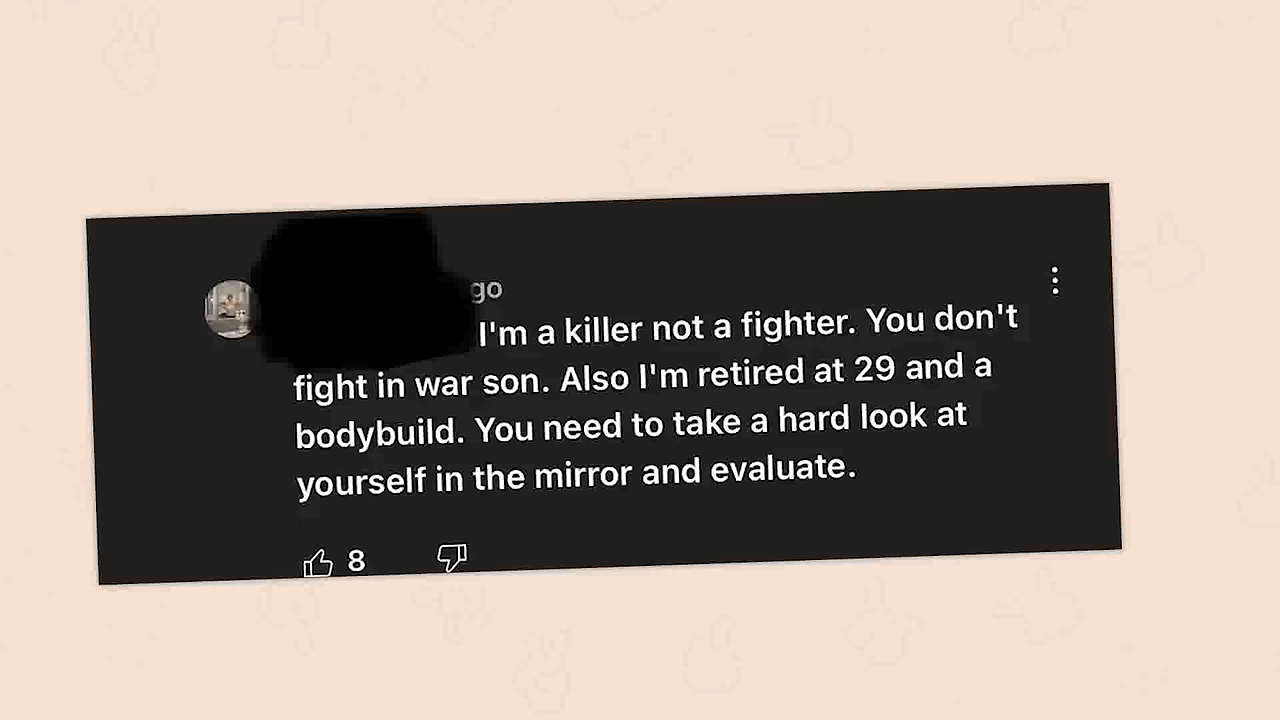 go
I'm a killer not a fighter. You don't
fight in war son. Also I'm retired at 29 and a
bodybuild. You need to take a hard look at
yourself in the mirror and evaluate.
8